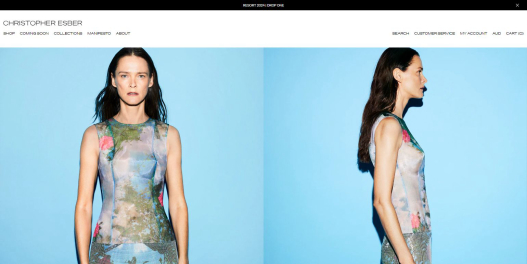 RESORT 2024: DROP ONE
CHRISTOPHER ESBER
SHOP COMING SOON COLLECTIONS MANIFESTO ABOUT
SEARCH CUSTOMER SERVICE MY ACCOUNT AUD CART (0)